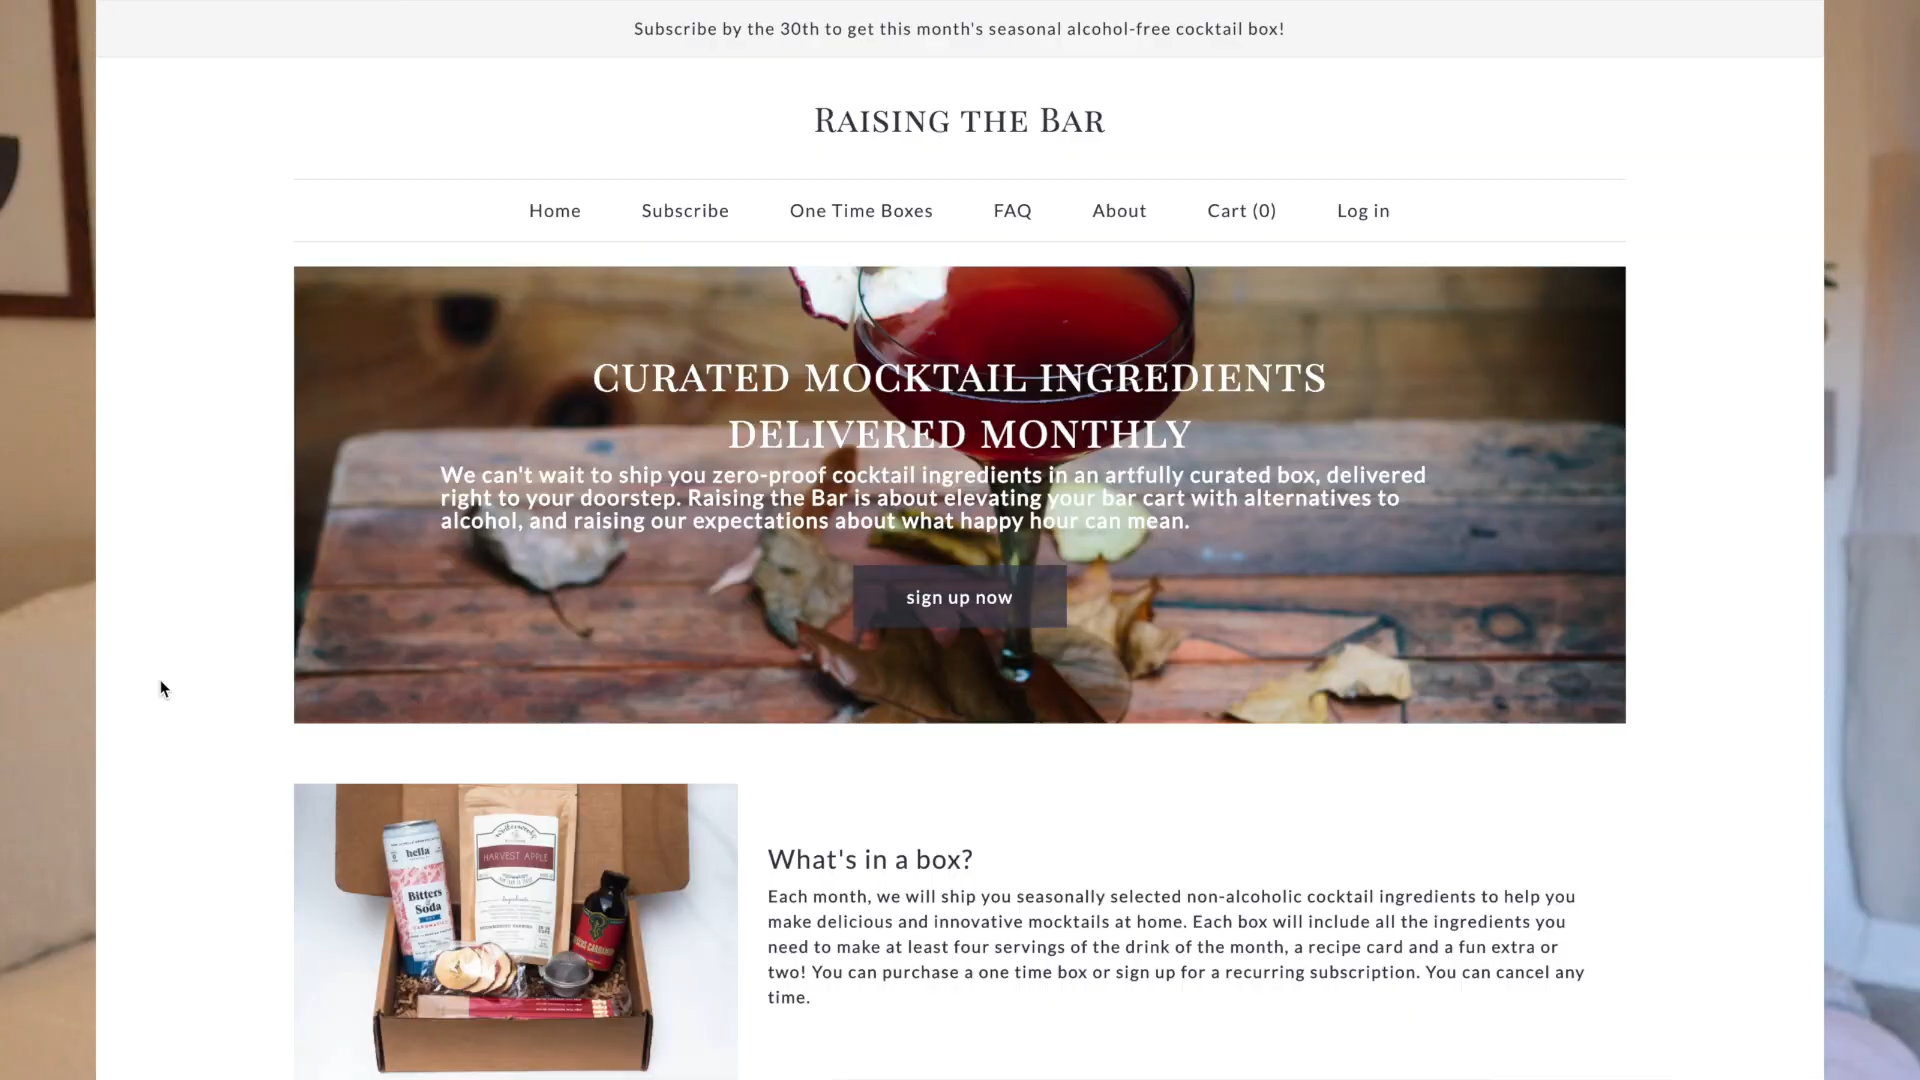 Subscribe by the 30th to get this month's seasonal alcohol-free cocktail box!
Raising the Bar
Home Subscribe One Time Boxes FAQ About Cart (0) Log in
CURATED MOCKTAIL INGREDIENTS
DELIVERED MONTHLY
We can't wait to ship you zero-proof cocktail ingredients in an artfully curated box, delivered
right to your doorstep. Raising the Bar is about elevating your bar cart with alternatives to
alcohol, and raising our expectations about what happy hour can mean.
sign up now
hella
Bitters
& Soda
HARVEST APPLE
What's in a box?
Each month, we will ship you seasonally selected non-alcoholic cocktail ingredients to help you
make delicious and innovative mocktails at home. Each box will include all the ingredients you
need to make at least four servings of the drink of the month, a recipe card and a fun extra or
two! You can purchase a one time box or sign up for a recurring subscription. You can cancel any
time.